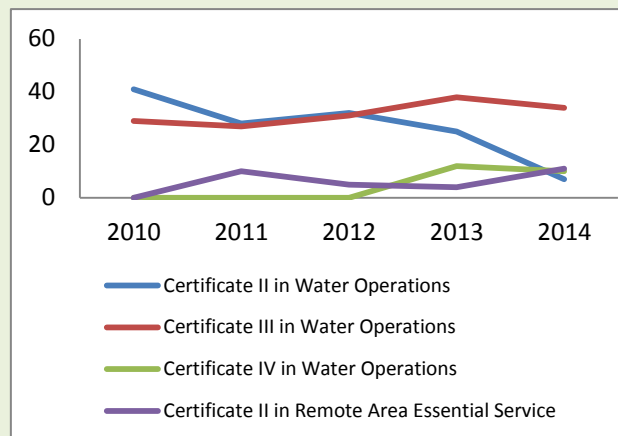 60
40
20
0
2010 2011 2012 2013 2014
Certificate II in Water Operations
Certificate III in Water Operations
Certificate IV in Water Operations
Certificate II in Remote Area Essential Service